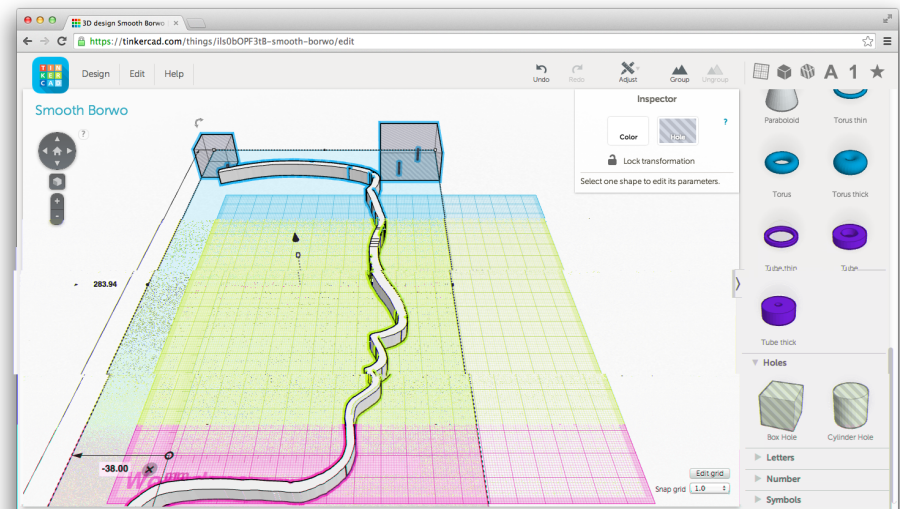 3D design Smooth Borwo
https://tinkercad.com/things/ils0bOPF3tB-smooth-borwo/edit
TIN
KER
CAD
Design
Edit
Help
Undo
Redo
Adjust
Group
Ungroup
A 1
Smooth Borwo
?
Inspector
Color
Hole
?
Lock transformation
Select one shape to edit its parameters.
Paraboloid
Torus thin
Torus
Torus thick
Tube thin
Tube
Tube thick
Holes
Box Hole
Cylinder Hole
Letters
Number
Symbols
283.94
-38.00
Edit grid
Snap grid
1.0